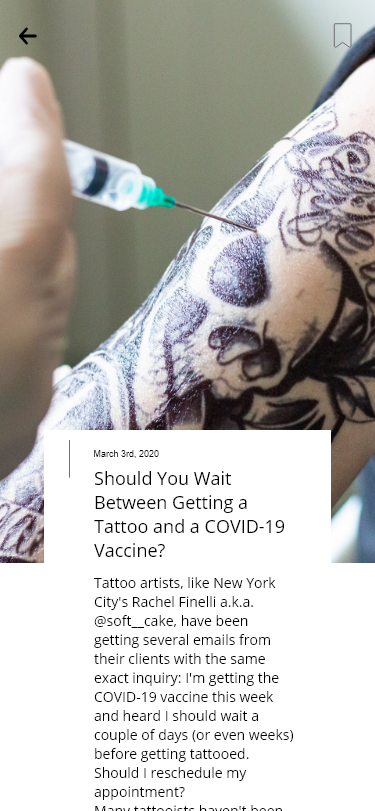 March 3rd, 2020
Should You Wait
Between Getting a
Tattoo and a COVID-19
Vaccine?
Tattoo artists, like New York
City's Rachel Finelli a.k.a.
@soft__cake, have been
getting several emails from
their clients with the same
exact inquiry: I'm getting the
COVID-19 vaccine this week
and heard I should wait a
couple of days (or even weeks)
before getting tattooed.
Should I reschedule my
appointment?
Many tattooists haven't been